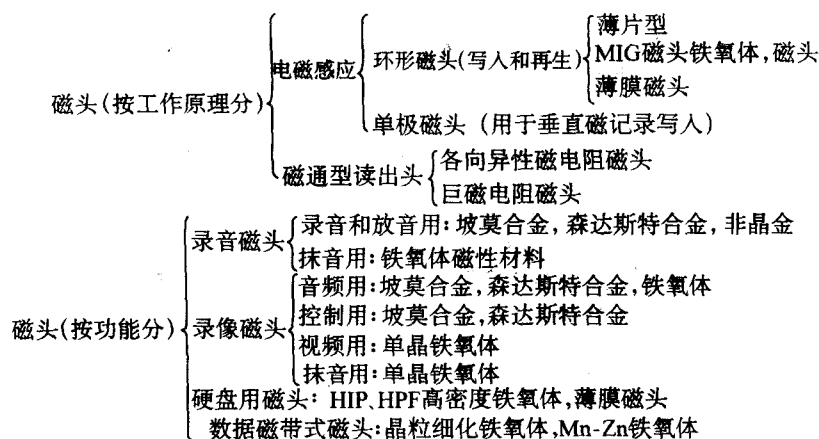 薄片型
电磁感应
环形磁头(写入和再生)
MIG磁头铁氧体,磁头
薄膜磁头
磁头(按工作原理分)
单极磁头 (用于垂直磁记录写入)
磁通型读出头
各向异性磁电阻磁头
巨磁电阻磁头
录音磁头
录音和放音用:坡莫合金,森达斯特合金,非晶金
抹音用:铁氧体磁性材料
音频用:坡莫合金,森达斯特合金,铁氧体
控制用:坡莫合金,森达斯特合金
磁头(按功能分)
录像磁头
视频用:单晶铁氧体
抹音用:单晶铁氧体
硬盘用磁头: HIP、HPF高密度铁氧体,薄膜磁头
数据磁带式磁头:晶粒细化铁氧体,Mn-Zn铁氧体